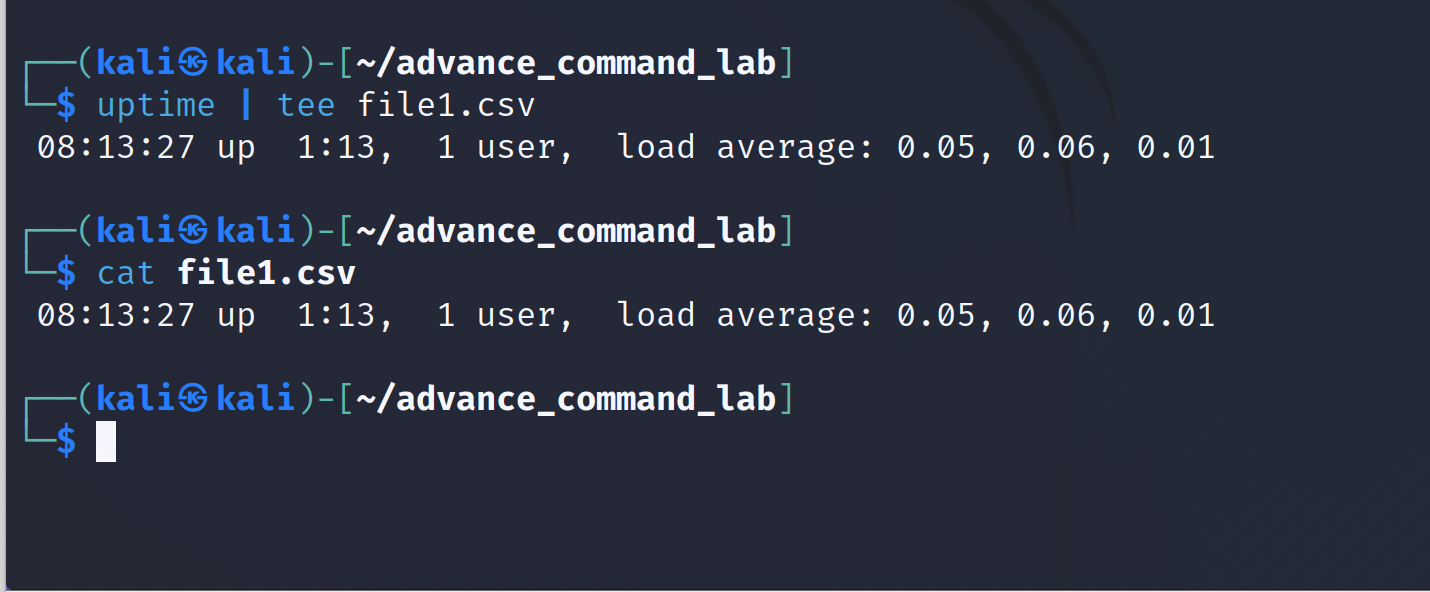 ┌──(kali㉿kali)-[~/advance_command_lab]
└─$ uptime | tee file1.csv
 08:13:27 up  1:13,  1 user,  load average: 0.05, 0.06, 0.01
┌──(kali㉿kali)-[~/advance_command_lab]
└─$ cat file1.csv
 08:13:27 up  1:13,  1 user,  load average: 0.05, 0.06, 0.01
┌──(kali㉿kali)-[~/advance_command_lab]
└─$